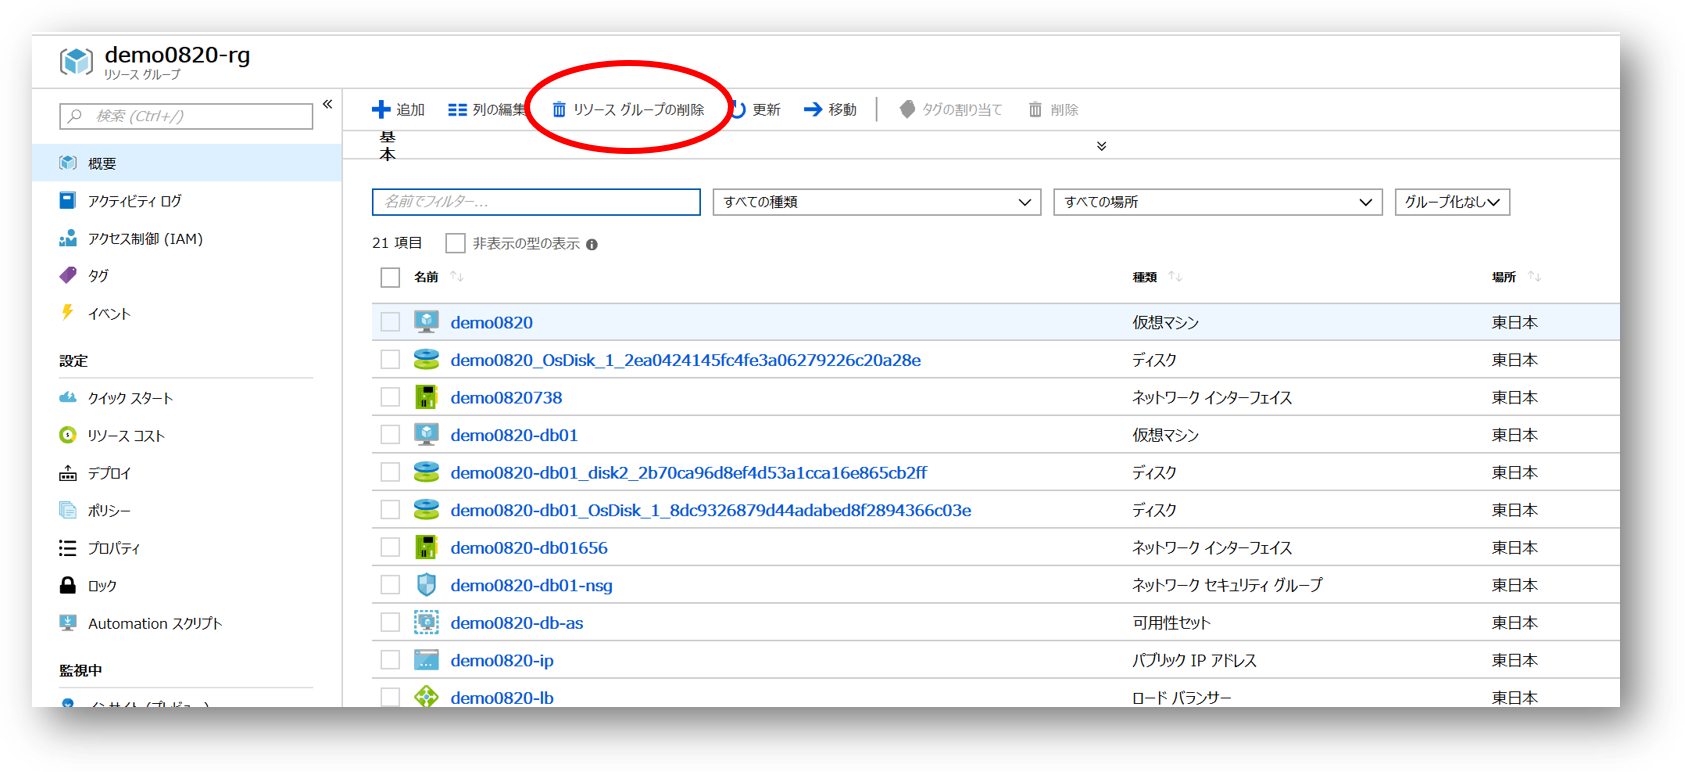 demo0820-rg
リソース グループ
検索 (Ctrl+/)
概要
アクティビティ ログ
アクセス制御 (IAM)
タグ
イベント
設定
クイック スタート
リソース コスト
デプロイ
ポリシー
プロパティ
ロック
Automation スクリプト
監視中
追加 列の編集 リソース グループの削除 更新 移動 タグの割り当て 削除
基
本
名前でフィルター... すべての種類 すべての場所 グループ化なし
21 項目 非表示の型の表示
名前 種類 場所
demo0820 仮想マシン 東日本
demo0820_OsDisk_1_2ea0424145fc4fe3a06279226c20a28e ディスク 東日本
demo0820738 ネットワーク インターフェイス 東日本
demo0820-db01 仮想マシン 東日本
demo0820-db01_disk2_2b70ca96d8ef4d53a1cca16e865cb2ff ディスク 東日本
demo0820-db01_OsDisk_1_8dc9326879d44adabed8f2894366c03e ディスク 東日本
demo0820-db01656 ネットワーク インターフェイス 東日本
demo0820-db01-nsg ネットワーク セキュリティ グループ 東日本
demo0820-db-as 可用性セット 東日本
demo0820-ip パブリック IP アドレス 東日本
demo0820-lb ロード バランサー 東日本